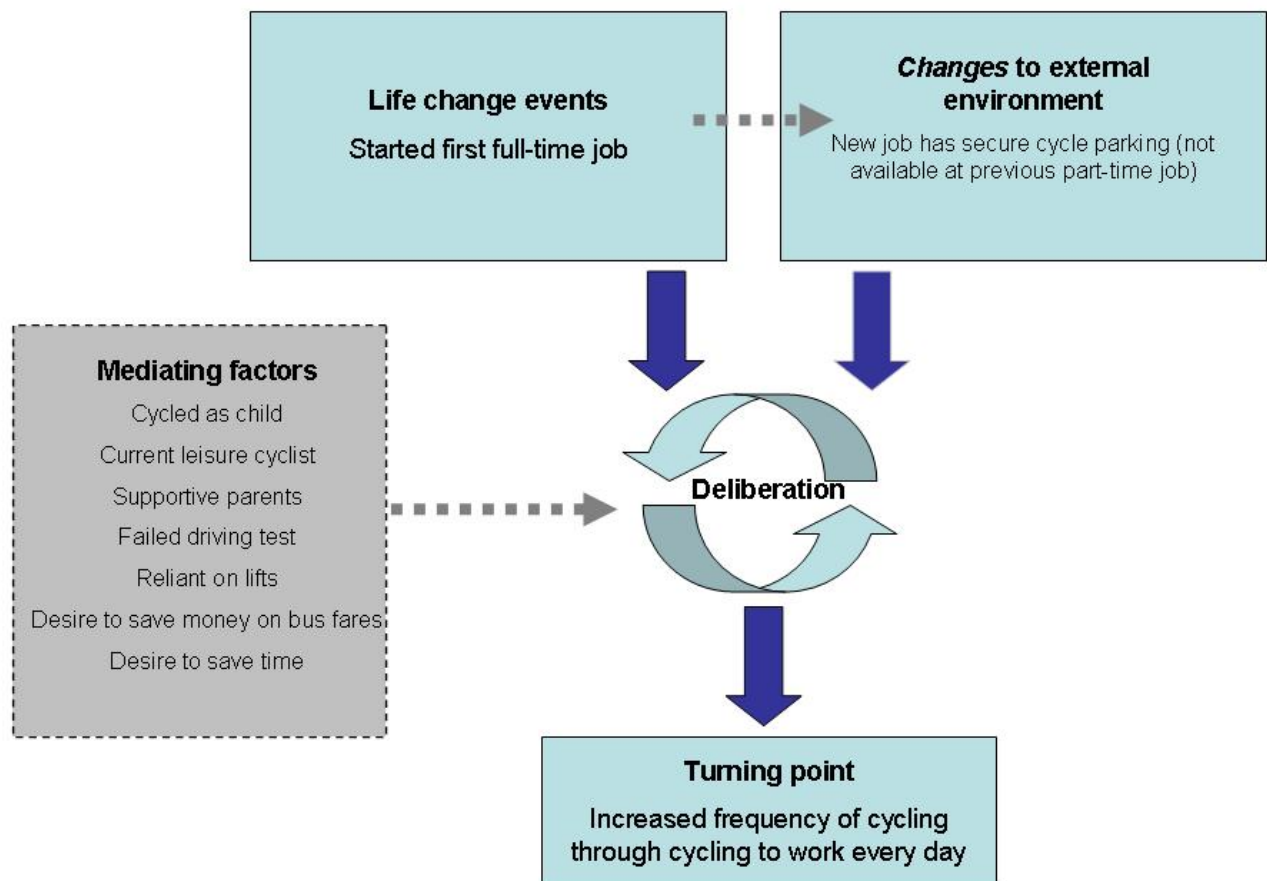 Life change events
Started first full-time job
Changes to external
environment
New job has secure cycle parking (not
available at previous part-time job)
Mediating factors
Cycled as child
Current leisure cyclist
Supportive parents
Failed driving test
Reliant on lifts
Desire to save money on bus fares
Desire to save time
Deliberation
Turning point
Increased frequency of cycling
through cycling to work every day